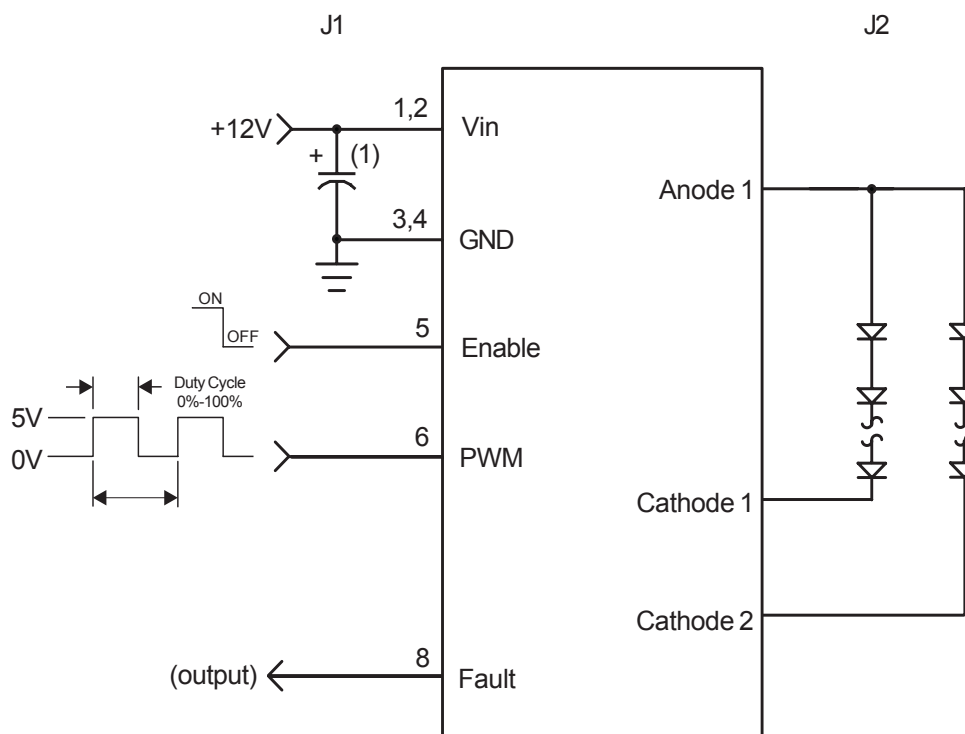 J1
J2
+12V
1,2
Vin
+
(1)
Anode 1
3,4
GND
ON
OFF
5
Enable
Duty Cycle
0%-100%
5V
0V
6
PWM
Cathode 1
Cathode 2
(output)
8
Fault